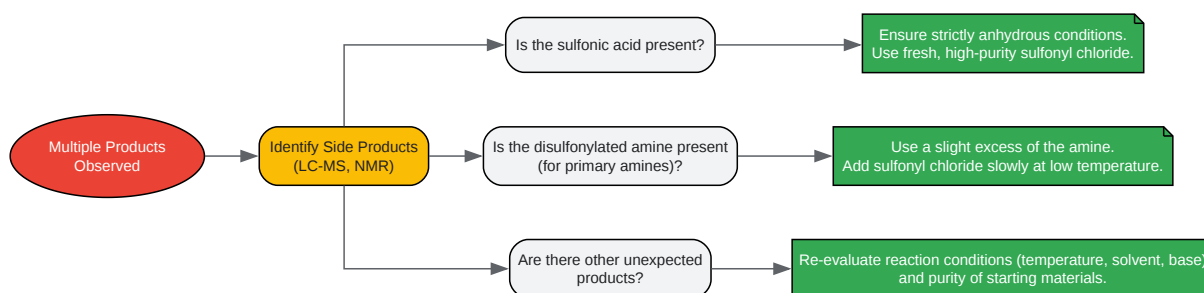 Multiple Products
Observed
Identify Side Products
(LC-MS, NMR)
Is the sulfonic acid present?
Ensure strictly anhydrous conditions.
Use fresh, high-purity sulfonyl chloride.
Is the disulfonylated amine present
(for primary amines)?
Use a slight excess of the amine.
Add sulfonyl chloride slowly at low temperature.
Are there other unexpected
products?
Re-evaluate reaction conditions (temperature, solvent, base)
and purity of starting materials.